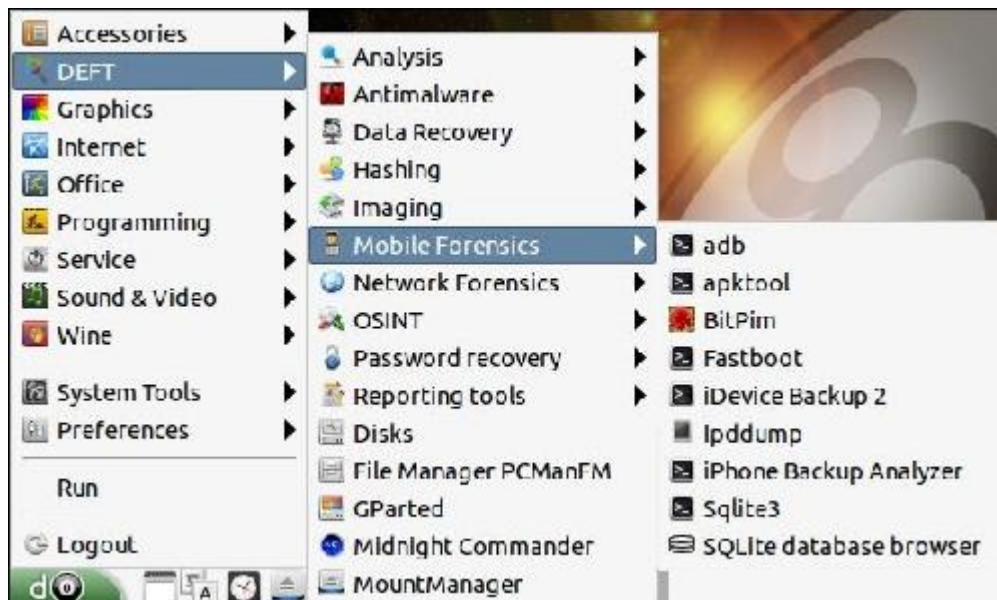 Accessories
DEFT
Graphics
Internet
Office
Programming
Service
Sound & Video
Wine
System Tools
Preferences
Run
Logout
Analysis
Antimalware
Data Recovery
Hashing
Imaging
Mobile Forensics
Network Forensics
OSINT
Password recovery
Reporting tools
Disks
File Manager PCManFM
GParted
Midnight Commander
MountManager
adb
apktool
BitPim
Fastboot
iDevice Backup 2
Ipddump
iPhone Backup Analyzer
Sqlite3
SQLite database browser
d
A